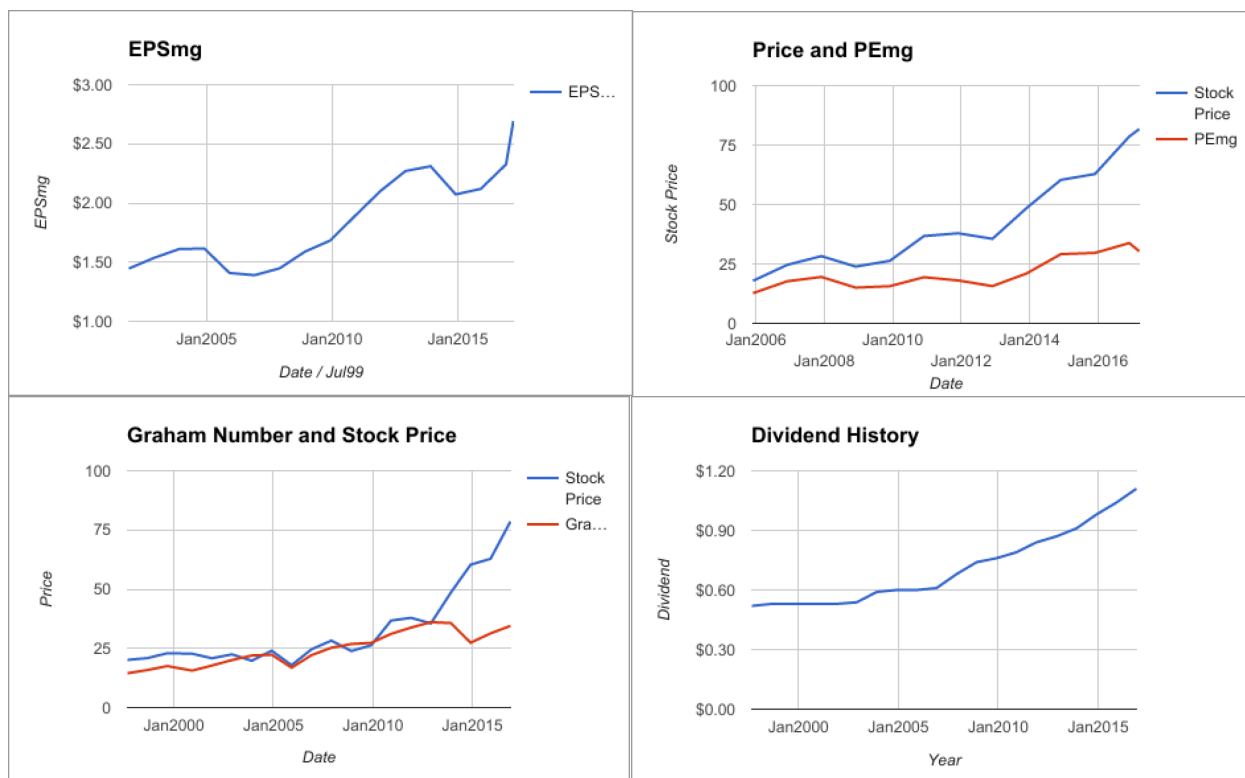 EPSmg
$3.00
$2.50
$2.00
$1.50
$1.00
EPSmg
Jan2005
Jan2010
Jan2015
Date / Jul99
EPS…
Price and PEmg
100
75
50
25
0
Stock Price
Jan2006
Jan2008
Jan2010
Jan2012
Jan2014
Jan2016
Date
Stock
Price
PEmg
Graham Number and Stock Price
100
75
50
25
0
Price
Jan2000
Jan2005
Jan2010
Jan2015
Date
Stock
Price
Gra…
Dividend History
$1.20
$0.90
$0.60
$0.30
$0.00
Dividend
Jan2000
Jan2005
Jan2010
Jan2015
Year